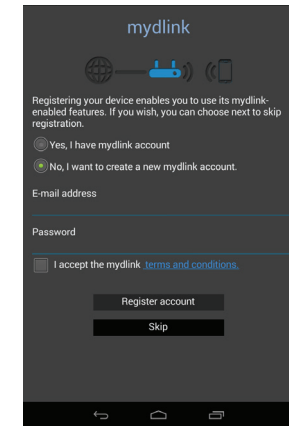 mydlink
Registering your device enables you to use its mydlink-
enabled features. If you wish, you can choose next to skip
registration.
Yes, I have mydlink account
No, I want to create a new mydlink account.
E-mail address
Password
I accept the mydlink terms and conditions.
Register account
Skip